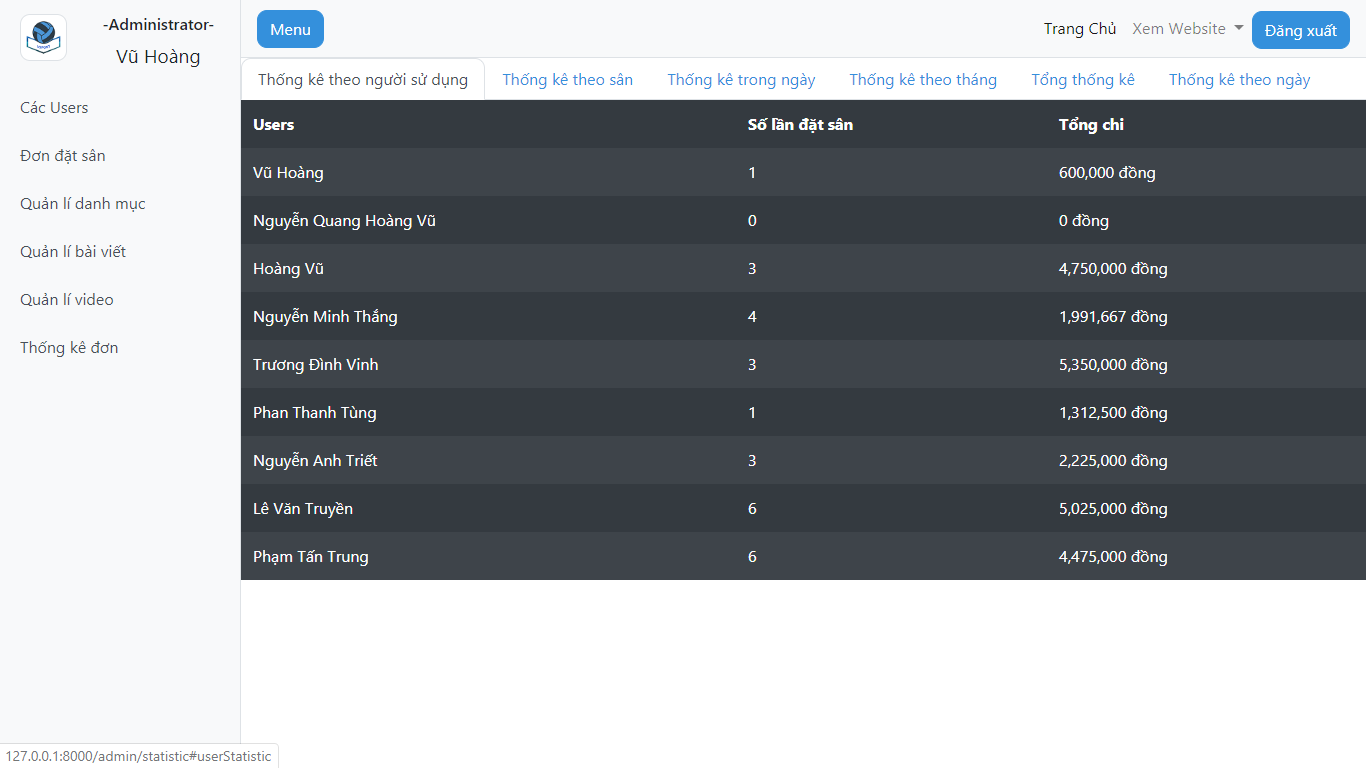 -Administrator-
Vũ Hoàng
Các Users
Đơn đặt sân
Quản lí danh mục
Quản lí bài viết
Quản lí video
Thống kê đơn
Menu
Trang Chủ Xem Website Đăng xuất
Thống kê theo người sử dụng Thống kê theo sân Thống kê trong ngày Thống kê theo tháng Tổng thống kê Thống kê theo ngày
Users Số lần đặt sân Tổng chi
Vũ Hoàng 1 600,000 đồng
Nguyễn Quang Hoàng Vũ 0 0 đồng
Hoàng Vũ 3 4,750,000 đồng
Nguyễn Minh Thắng 4 1,991,667 đồng
Trương Đình Vinh 3 5,350,000 đồng
Phan Thanh Tùng 1 1,312,500 đồng
Nguyễn Anh Triết 3 2,225,000 đồng
Lê Văn Truyền 6 5,025,000 đồng
Phạm Tấn Trung 6 4,475,000 đồng
127.0.0.1:8000/admin/statistic#userStatistic